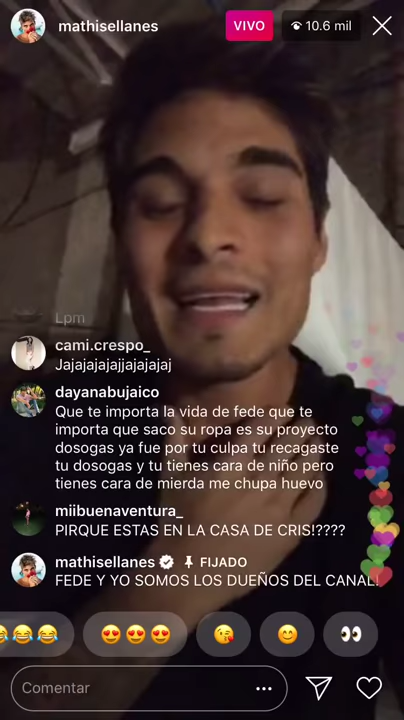 mathisellanes
VIVO
10.6 mil
Lpm
cami.crespo_
Jajajajajjajajajaj
dayanabujaico
Que te importa la vida de fede que te
importa que saco su ropa es su proyecto
dosogas ya fue por tu culpa tu recagaste
tu dosogas y tu tienes cara de niño pero
tienes cara de mierda me chupa huevo
miibuenaventura_
PIRQUE ESTAS EN LA CASA DE CRIS!????
mathisellanes FIJADO
FEDE Y YO SOMOS LOS DUEÑOS DEL CANAL!
Comentar